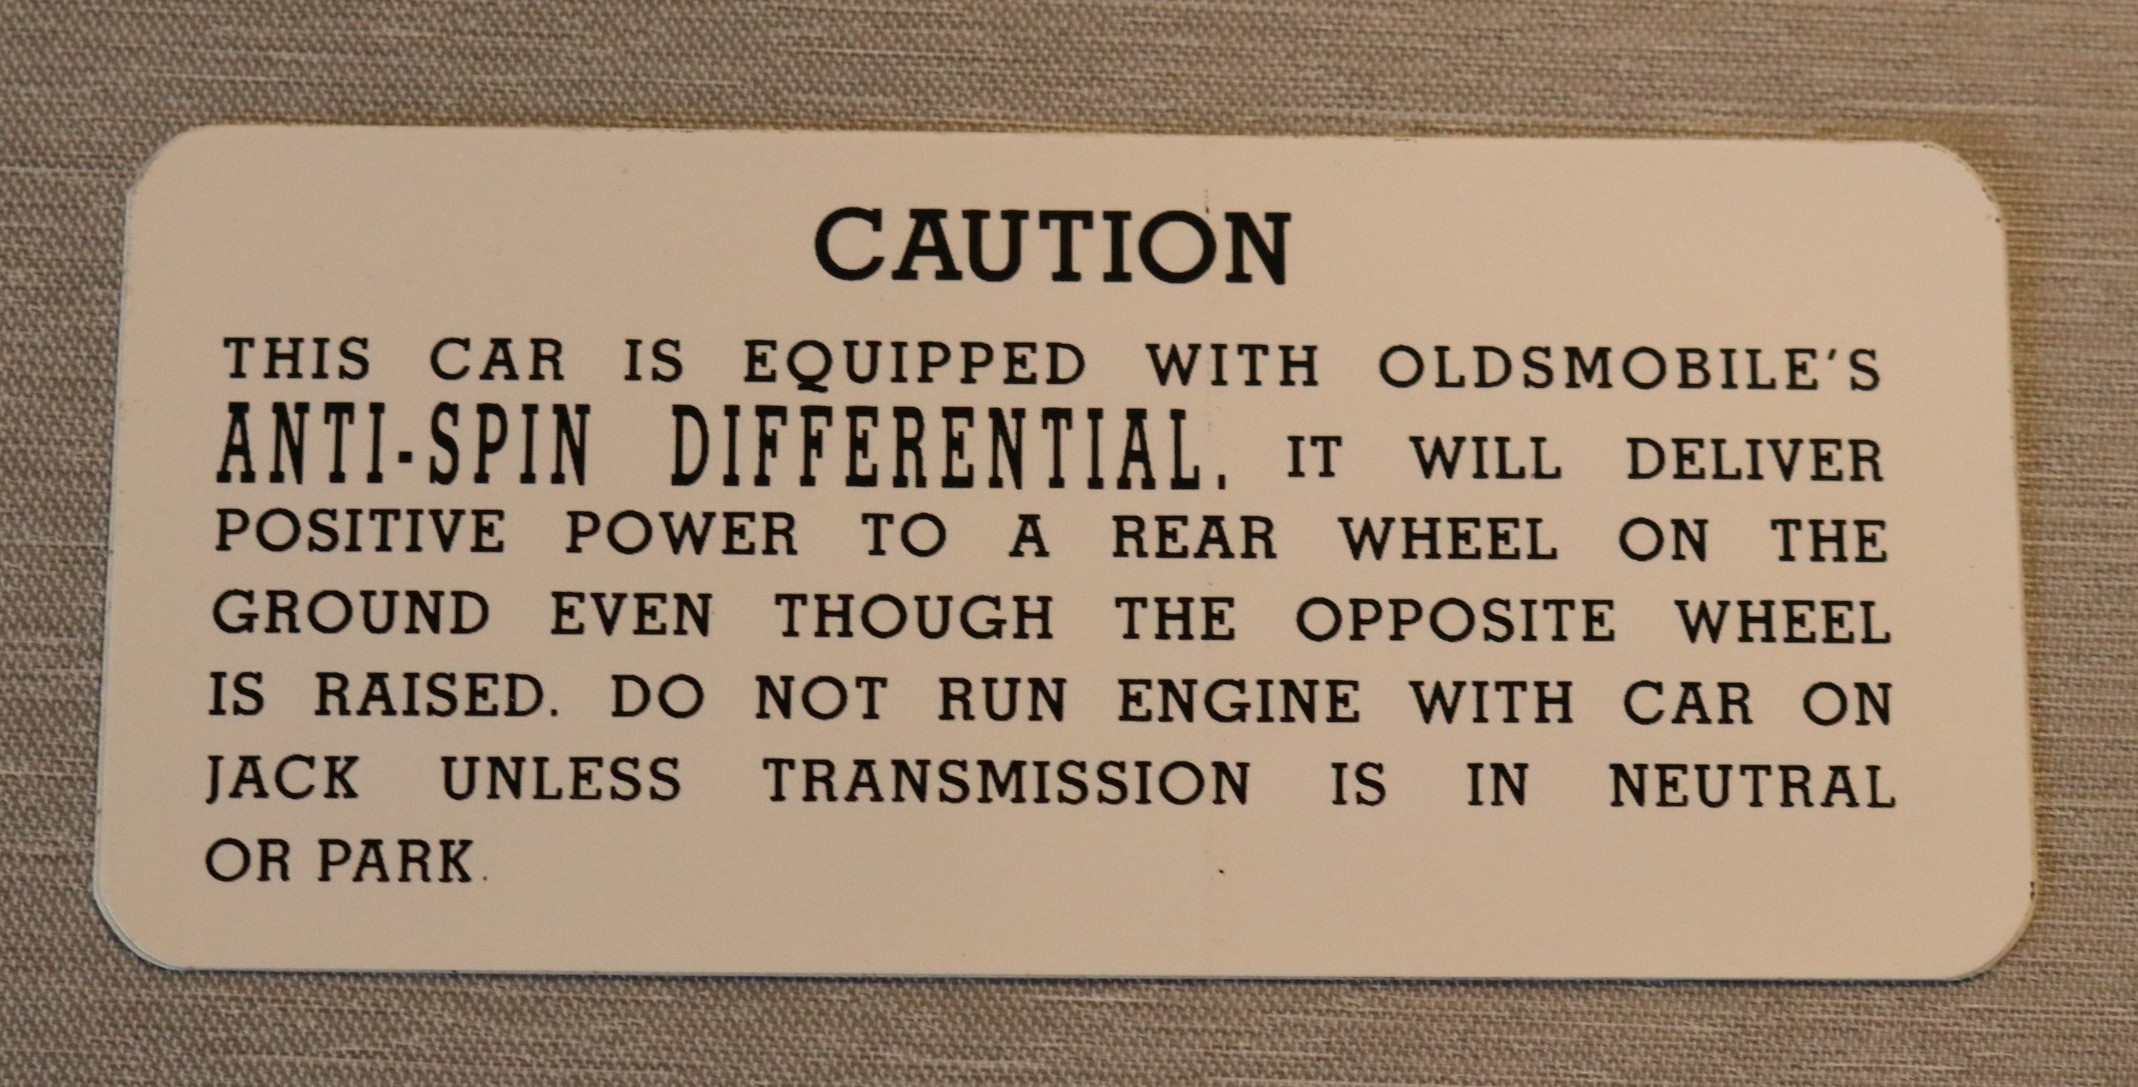 CAUTION
THIS CAR IS EQUIPPED WITH OLDSMOBILE'S
ANTI-SPIN DIFFERENTIAL. IT WILL DELIVER
POSITIVE POWER TO A REAR WHEEL ON THE
GROUND EVEN THOUGH THE OPPOSITE WHEEL
IS RAISED. DO NOT RUN ENGINE WITH CAR ON
JACK UNLESS TRANSMISSION IS IN NEUTRAL
OR PARK.